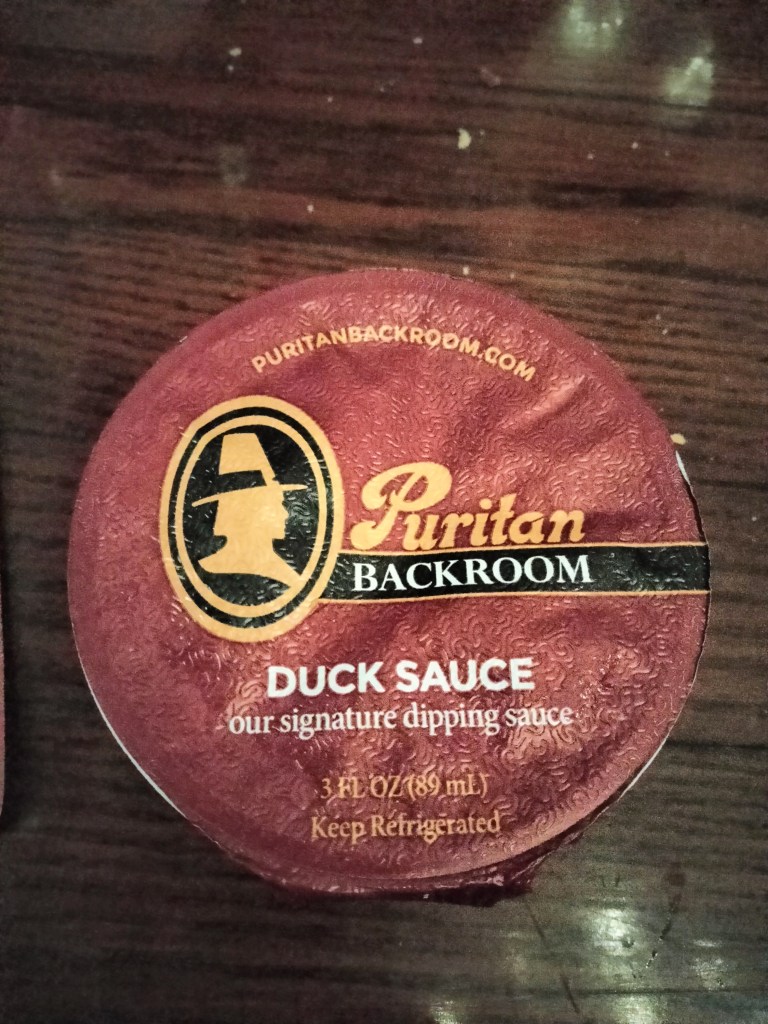 PURITANBACKROOM.COM
Puritan
BACKROOM
DUCK SAUCE
our signature dipping sauce
3 FL OZ (89 mL)
Keep Refrigerated